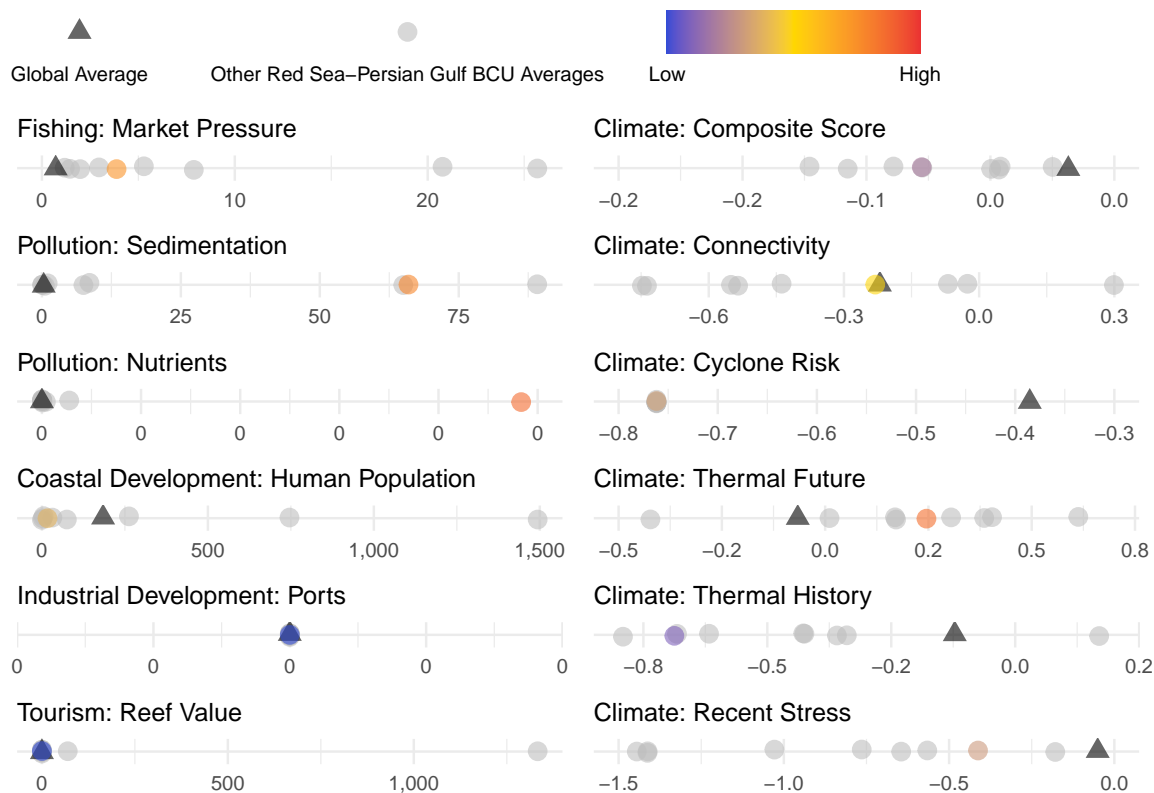 Global Average
Other Red Sea−Persian Gulf BCU Averages
Low
High
Fishing: Market Pressure
0 10 20
Pollution: Sedimentation
0 25 50 75
Pollution: Nutrients
0 0 0 0 0 0
Coastal Development: Human Population
0 500 1,000 1,500
Industrial Development: Ports
0 0 0 0 0
Tourism: Reef Value
0 500 1,000
Climate: Composite Score
−0.2 −0.2 −0.1 0.0 0.0
Climate: Connectivity
−0.6 −0.3 0.0 0.3
Climate: Cyclone Risk
−0.8 −0.7 −0.6 −0.5 −0.4 −0.3
Climate: Thermal Future
−0.5 −0.2 0.0 0.2 0.5 0.8
Climate: Thermal History
−0.8 −0.5 −0.2 0.0 0.2
Climate: Recent Stress
−1.5 −1.0 −0.5 0.0